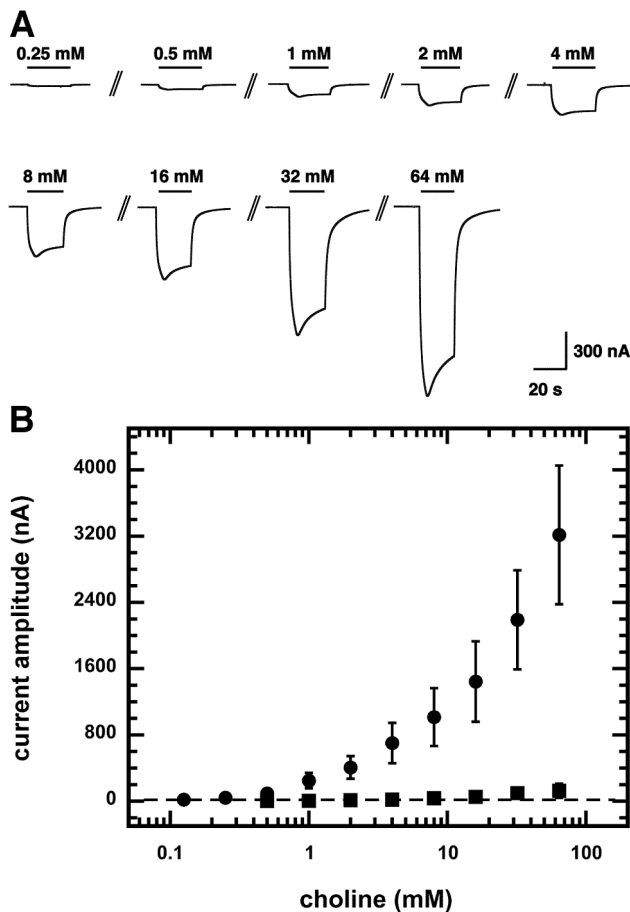 A
0.25 mM 0.5 mM 1 mM 2 mM 4 mM
8 mM 16 mM 32 mM 64 mM
300 nA
20 s
B
current amplitude (nA)
4000
3200
2400
1600
800
0
0.1 1 10 100
choline (mM)